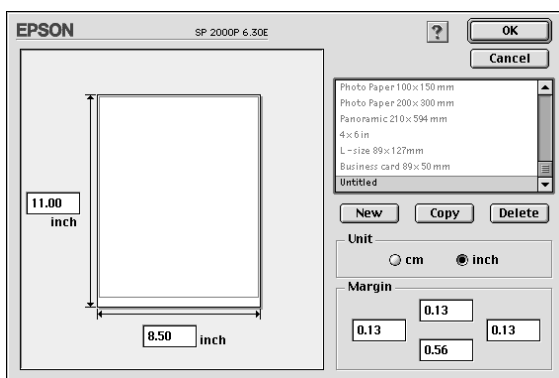 EPSON
SP 2000P 6.30E
?
OK
Cancel
Photo Paper 100×150 mm
Photo Paper 200×300 mm
Panoramic 210×594 mm
4×6 in
L-size 89×127mm
Business card 89×50 mm
Untitled
New
Copy
Delete
11.00
inch
8.50 inch
Unit
cm
inch
Margin
0.13
0.13
0.13
0.56